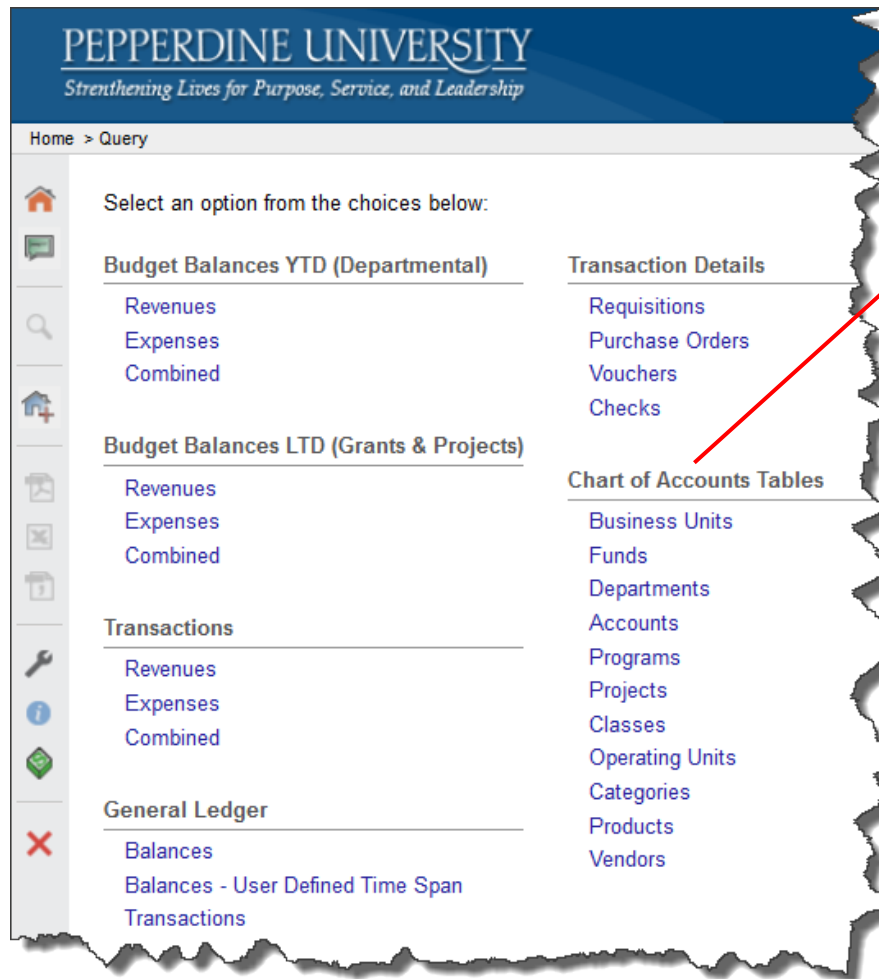 PEPPERDINE UNIVERSITY
Strenthening Lives for Purpose, Service, and Leadership
Home > Query
Select an option from the choices below:
Budget Balances YTD (Departmental)
Revenues
Expenses
Combined
Budget Balances LTD (Grants & Projects)
Revenues
Expenses
Combined
Transactions
Revenues
Expenses
Combined
General Ledger
Balances
Balances - User Defined Time Span
Transactions
Transaction Details
Requisitions
Purchase Orders
Vouchers
Checks
Chart of Accounts Tables
Business Units
Funds
Departments
Accounts
Programs
Projects
Classes
Operating Units
Categories
Products
Vendors